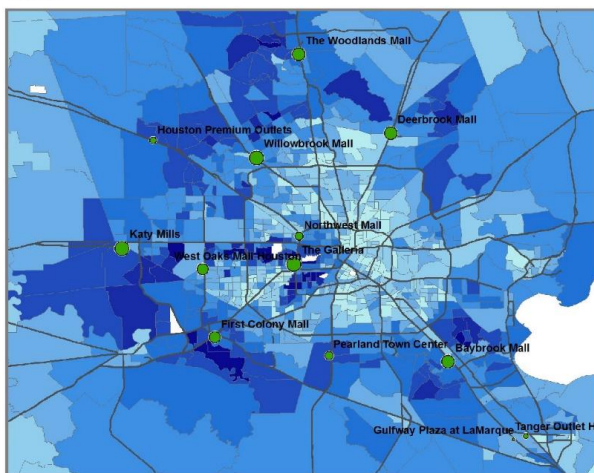 The Woodlands Mall
Deerbrook Mall
Houston Premium Outlets
Willowbrook Mall
Northwest Mall
Katy Mills
The Galleria
West Oaks Mall Houston
First Colony Mall
Pearland Town Center
Baybrook Mall
Gulfway Plaza at LaMarque
Tanger Outlet H